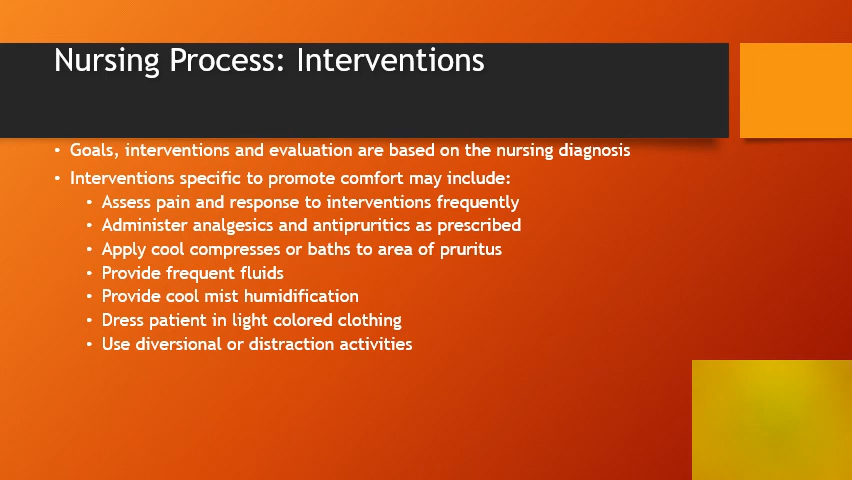 Nursing Process: Interventions
• Goals, interventions and evaluation are based on the nursing diagnosis
• Interventions specific to promote comfort may include:
• Assess pain and response to interventions frequently
• Administer analgesics and antipruritics as prescribed
• Apply cool compresses or baths to area of pruritus
• Provide frequent fluids
• Provide cool mist humidification
• Dress patient in light colored clothing
• Use diversional or distraction activities